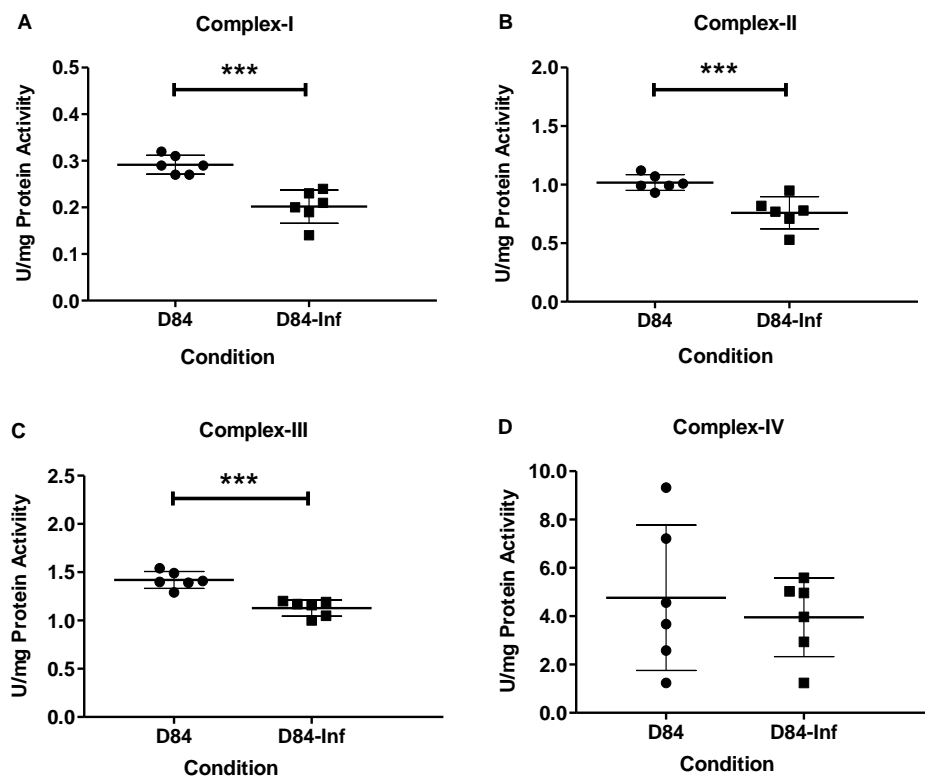 A
Complex-I
***
0.5
0.4
0.3
0.2
0.1
0.0
U/mg Protein Activiity
D84
D84-Inf
Condition
B
Complex-II
***
2.0
1.5
1.0
0.5
0.0
U/mg Protein Activiity
D84
D84-Inf
Condition
C
Complex-III
***
2.5
2.0
1.5
1.0
0.5
0.0
U/mg Protein Activiity
D84
D84-Inf
Condition
D
Complex-IV
10.0
8.0
6.0
4.0
2.0
0.0
U/mg Protein Activiity
D84
D84-Inf
Condition